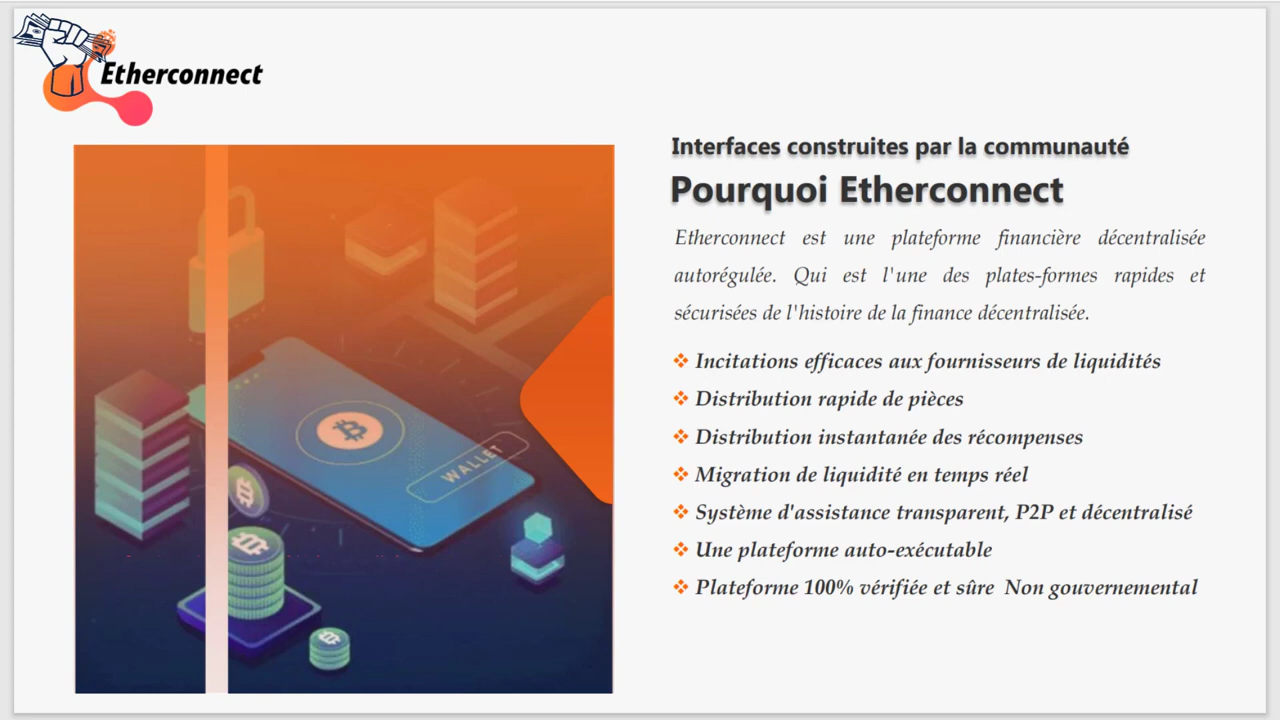 Etherconnect
Interfaces construites par la communauté
Pourquoi Etherconnect
Etherconnect est une plateforme financière décentralisée
autorégulée. Qui est l'une des plates-formes rapides et
sécurisées de l'histoire de la finance décentralisée.
Incitations efficaces aux fournisseurs de liquidités
Distribution rapide de pièces
Distribution instantanée des récompenses
Migration de liquidité en temps réel
Système d'assistance transparent, P2P et décentralisé
Une plateforme auto-exécutable
Plateforme 100% vérifiée et sûre Non gouvernemental
WALLET